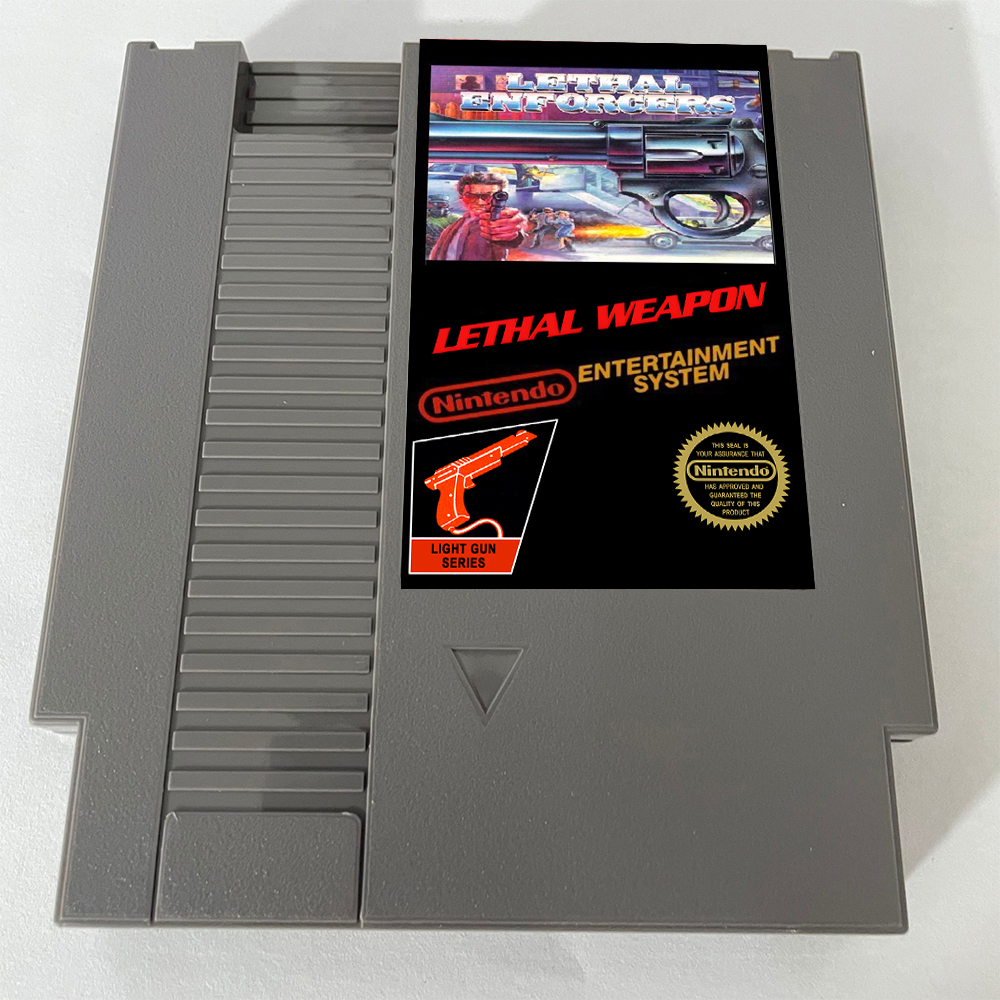 LETHAL
ENFORCERS
LETHAL WEAPON
Nintendo
ENTERTAINMENT
SYSTEM
LIGHT GUN
SERIES
THIS SEAL IS
YOUR ASSURANCE THAT
Nintendo
HAS APPROVED AND
GUARANTEED THE
QUALITY OF THIS
PRODUCT